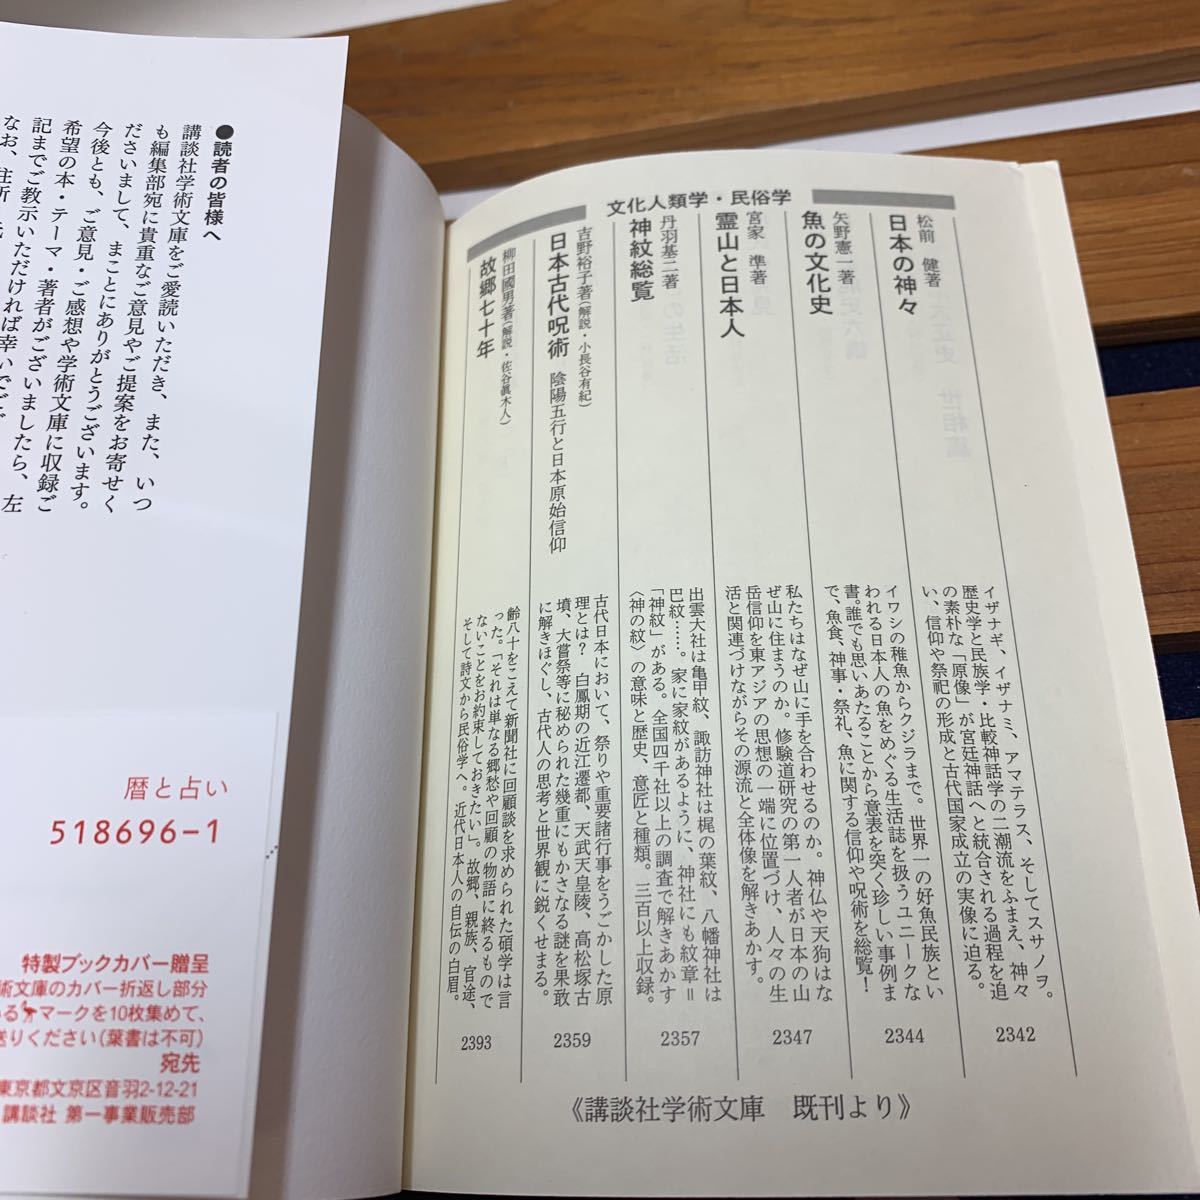 文化人類学・民俗学
松前 健著
日本の神々
イザナギ、イザナミ、アマテラス、そしてスサノヲ。
歴史学と民族学・比較神話学の二潮流をふまえ、神々
の素朴な「原像」が宮廷神話へと統合される過程を追
い、信仰や祭祀の形成と古代国家成立の実像に迫る。
2342
矢野憲一著
魚の文化史
イワシの稚魚からクジラまで。世界一の好魚民族とい
われる日本人の魚をめぐる生活誌を扱うユニークな
書。誰でも思いあたることから意表を突く珍しい事例ま
で、魚食、神事・祭礼、魚に関する信仰や呪術を総覧！
2344
宮家 準著
霊山と日本人
私たちはなぜ山に手を合わせるのか。神仏や天狗はな
ぜ山に住まうのか。修験道研究の第一人者が日本の山
岳信仰を東アジアの思想の一端に位置づけ、人々の生
活と関連づけながらその源流と全体像を解きあかす。
2347
丹羽基二著
神紋総覧
出雲大社は亀甲紋、諏訪神社は梶の葉紋、八幡神社は
巴紋……。家に家紋があるように、神社にも紋章＝
「神紋」がある。全国四千社以上の調査で解きあかす
〈神の紋〉の意味と歴史、意匠と種類。三百以上収録。
2357
吉野裕子著（解説・小長谷有紀）
日本古代呪術 陰陽五行と日本原始信仰
古代日本において、祭りや重要諸行事をうごかした原
理とは？ 白鳳期の近江遷都、天武天皇陵、高松塚古
墳、大嘗祭等に秘められた幾重にもかさなる謎を果敢
に解きほぐし、古代人の思考と世界観に鋭くせまる。
2359
柳田國男著（解説・佐谷眞木人）
故郷七十年
齢八十をこえて新聞社に回顧談を求められた碩学は言
った。「それは単なる郷愁や回顧の物語に終るもので
ないことをお約束しておきたい」。故郷、親族、官途、
そして詩文から民俗学へ。近代日本人の自伝の白眉。
2393
《講談社学術文庫 既刊より》
●読者の皆様へ
講談社学術文庫をご愛読いただき、また、いつ
も編集部宛に貴重なご意見やご提案をお寄せく
ださいまして、まことにありがとうございます。
今後とも、ご意見・ご感想や学術文庫に収録ご
希望の本・テーマ・著者がございましたら、左
記までご教示いただければ幸いでござ
なお、住所
暦と占い
518696-1
特製ブックカバー贈呈
術文庫のカバー折返し部分
いる マークを10枚集めて、
送りください(葉書は不可)
宛先
東京都文京区音羽2-12-21
講談社 第一事業販売部